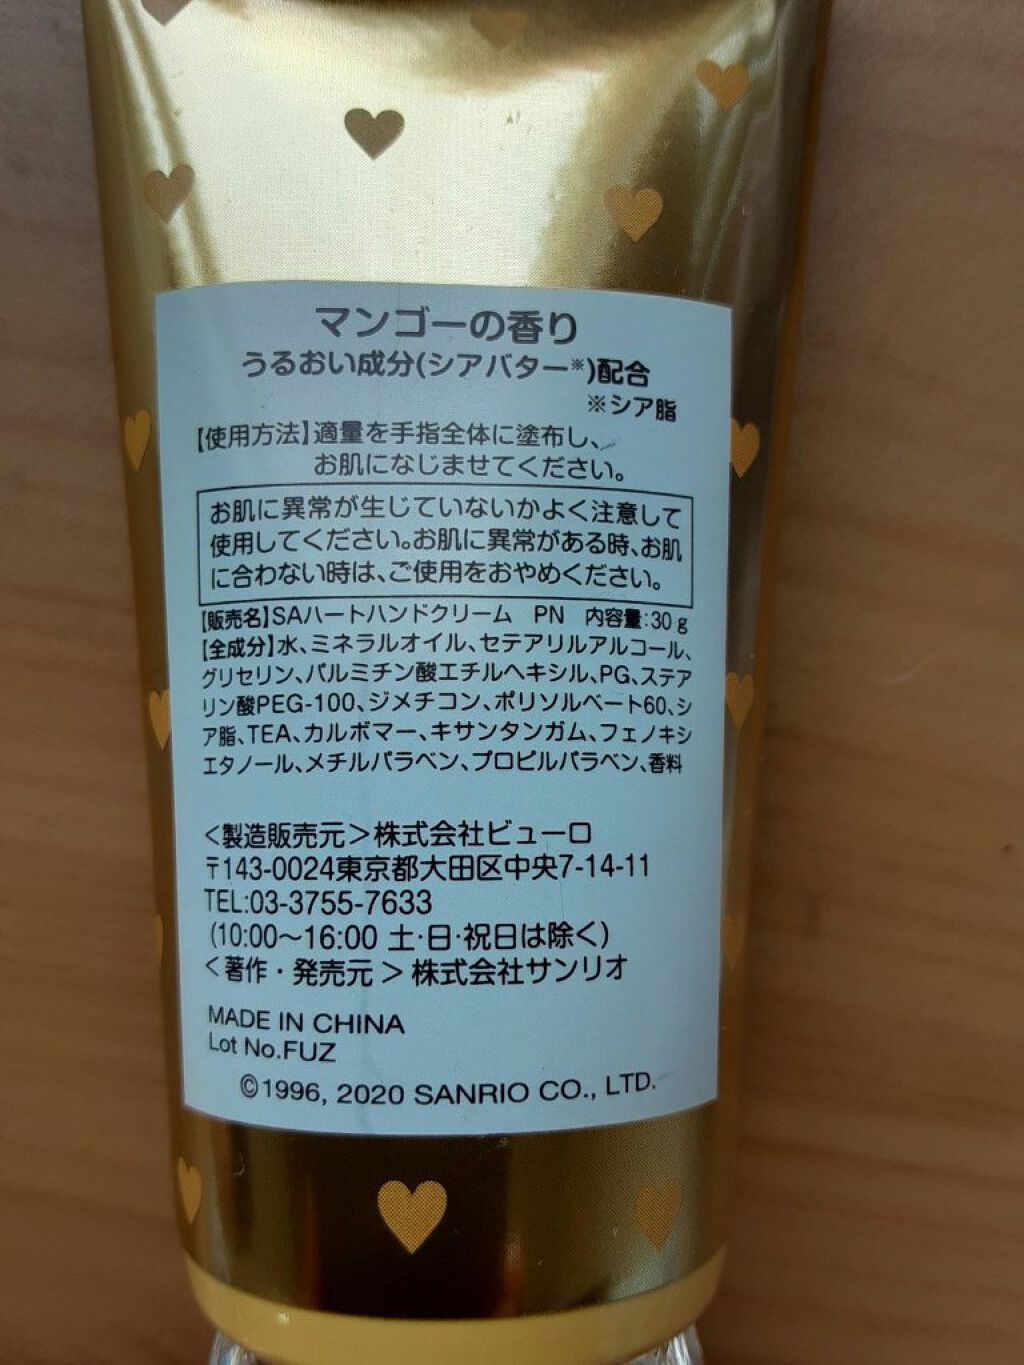 マンゴーの香り
うるおい成分(シアバター※)配合
※シア脂
【使用方法】適量を手指全体に塗布し、
お肌になじませてください。
お肌に異常が生じていないかよく注意して
使用してください。お肌に異常がある時、お肌
に合わない時は、ご使用をおやめください。
【販売名】SAハートハンドクリーム　PN　内容量:30ｇ
【全成分】水、ミネラルオイル、セテアリルアルコール、
グリセリン、パルミチン酸エチルヘキシル、PG、ステア
リン酸PEG-100、ジメチコン、ポリソルベート60、シ
ア脂、TEA、カルボマー、キサンタンガム、フェノキシ
エタノール、メチルパラベン、プロピルパラベン、香料
＜製造販売元＞株式会社ビューロ
〒143-0024東京都大田区中央7-14-11
TEL:03-3755-7633
(10:00～16:00 土・日・祝日は除く)
＜著作・発売元＞株式会社サンリオ
MADE IN CHINA
Lot No.FUZ
©1996, 2020 SANRIO CO., LTD.